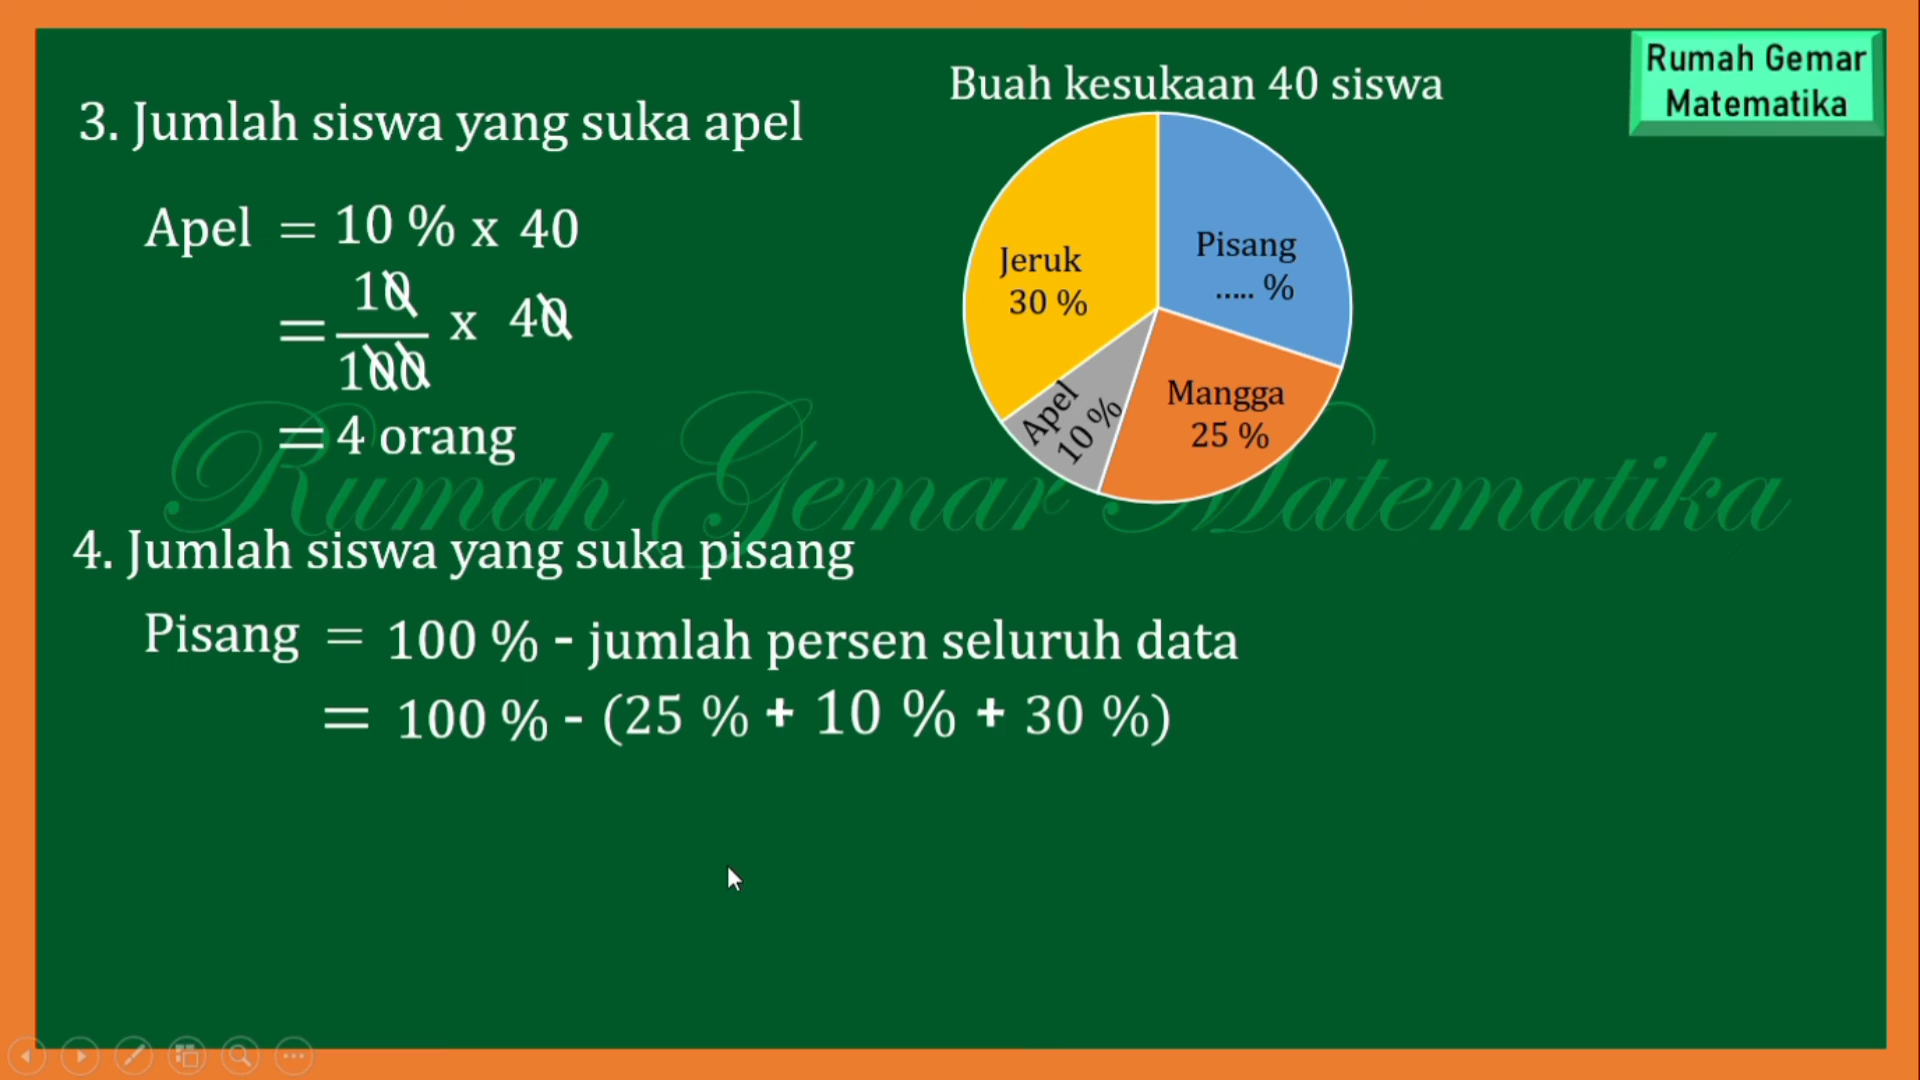 3. Jumlah siswa yang suka apel
Apel = 10 % x 40
= 10/100 x 40
= 4 orang
4. Jumlah siswa yang suka pisang
Pisang = 100 % - jumlah persen seluruh data
= 100 % - (25 % + 10 % + 30 %)
Buah kesukaan 40 siswa
Jeruk
30 %
Pisang
..... %
Apel
10 %
Mangga
25 %
Rumah Gemar
Matematika
Rumah Gemar Matematika